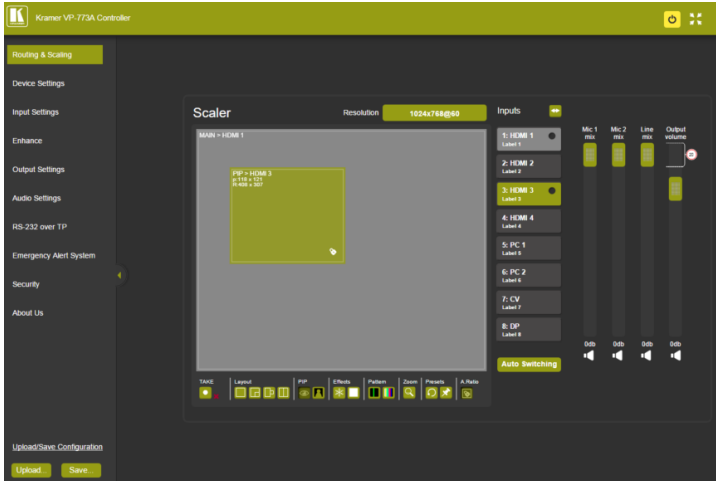 K
KRAMER
Kramer VP-773A Controller
Routing & Scaling
Device Settings
Input Settings
Enhance
Output Settings
Audio Settings
RS-232 over TP
Emergency Alert System
Security
About Us
Upload/Save Configuration
Upload...
Save...
Scaler
Resolution
1024x768@60
MAIN > HDMI 1
PIP > HDMI 3
TAKE
Layout
PIP
Effects
Pattern
Zoom
Presets
A.Ratio
Inputs
1: HDMI 1
Label 1
2: HDMI 2
Label 2
3: HDMI 3
Label 3
4: HDMI 4
Label 4
5: PC 1
Label 5
6: PC 2
Label 6
7: CV
Label 7
8: DP
Label 8
Auto Switching
Mic 1 mix
Mic 2 mix
Line mix
Output volume
0db
0db
0db
0db